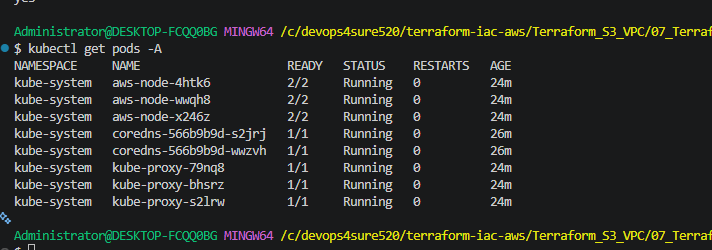 yes
Administrator@DESKTOP-FCQQ0BG MINGW64 /c/devops4sure520/terraform-iac-aws/Terraform_S3_VPC/07_Terraf
$ kubectl get pods -A
NAMESPACE NAME READY STATUS RESTARTS AGE
kube-system aws-node-4htk6 2/2 Running 0 24m
kube-system aws-node-wwqh8 2/2 Running 0 24m
kube-system aws-node-x246z 2/2 Running 0 24m
kube-system coredns-566b9b9d-s2jrj 1/1 Running 0 26m
kube-system coredns-566b9b9d-wwzvh 1/1 Running 0 26m
kube-system kube-proxy-79nq8 1/1 Running 0 24m
kube-system kube-proxy-bhsrz 1/1 Running 0 24m
kube-system kube-proxy-s2lrw 1/1 Running 0 24m
Administrator@DESKTOP-FCQQ0BG MINGW64 /c/devops4sure520/terraform-iac-aws/Terraform_S3_VPC/07_Terraf
$